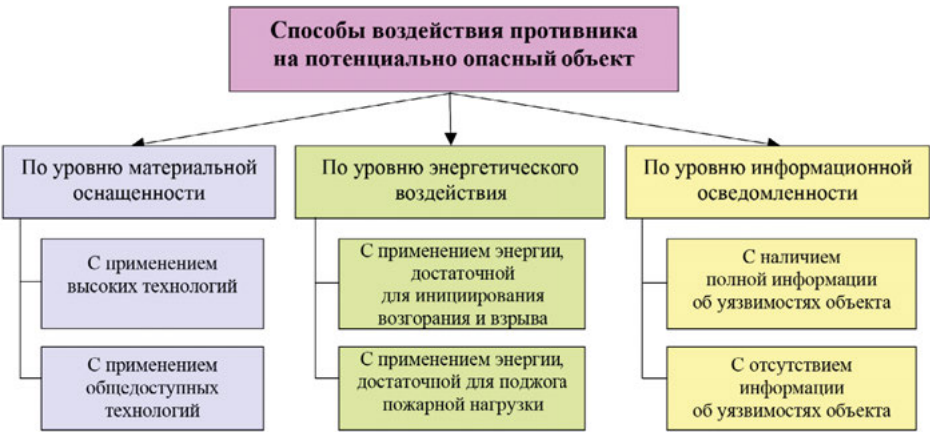 Способы воздействия противника
на потенциально опасный объект
По уровню материальной
оснащенности
С применением
высоких технологий
С применением
общедоступных
технологий
По уровню энергетического
воздействия
С применением энергии,
достаточной
для инициирования
возгорания и взрыва
С применением энергии,
достаточной для поджога
пожарной нагрузки
По уровню информационной
осведомленности
С наличием
полной информации
об уязвимостях объекта
С отсутствием
информации
об уязвимостях объекта